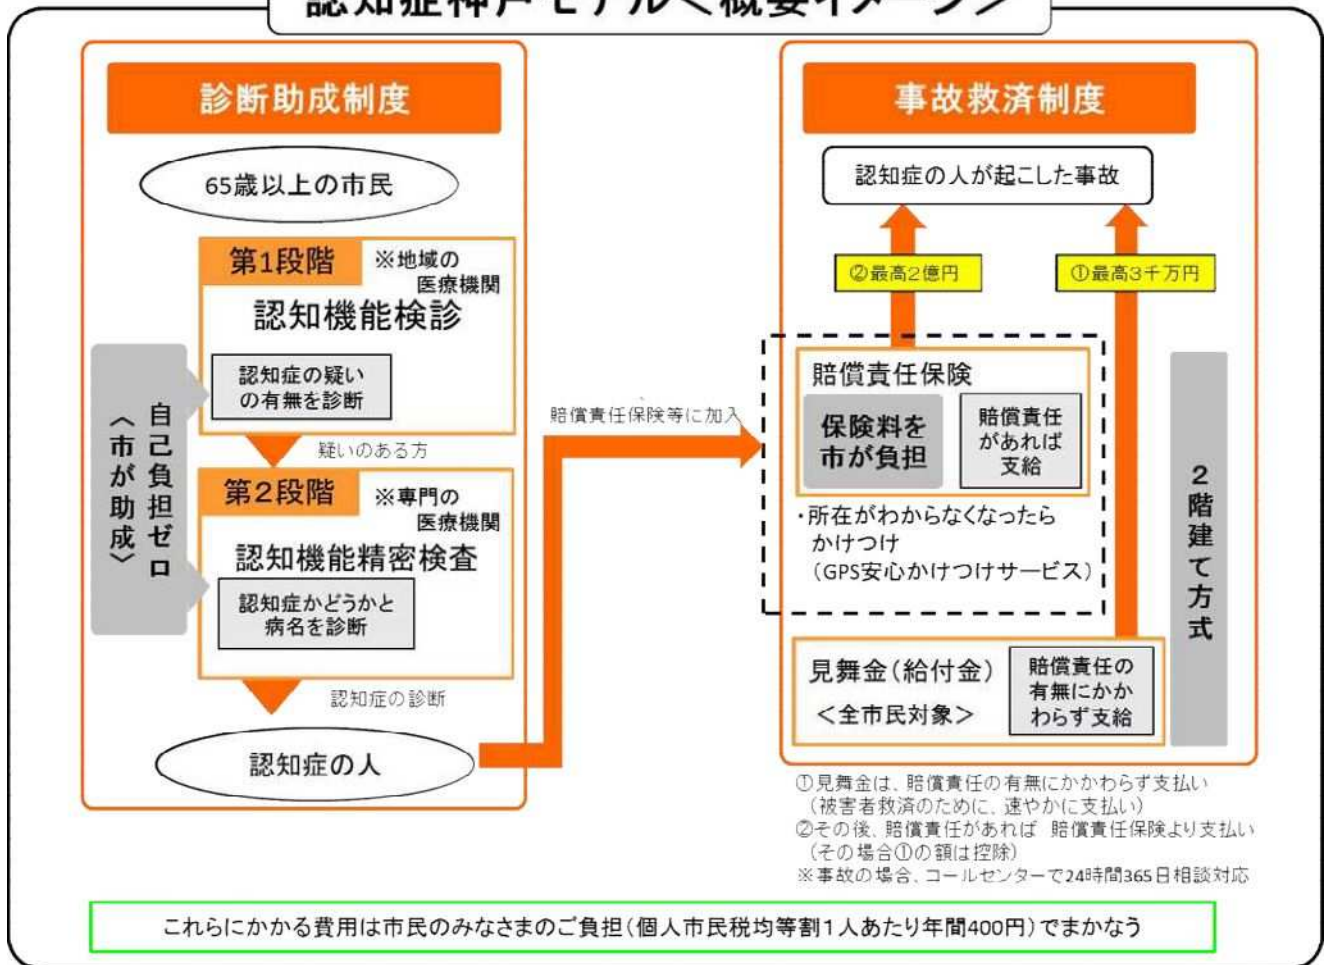 認知症神戸モデル＜概要イメージ＞
診断助成制度
65歳以上の市民
第1段階
※地域の
医療機関
認知機能検診
認知症の疑い
の有無を診断
自己負担ゼロ
〈市が助成〉
疑いのある方
第2段階
※専門の
医療機関
認知機能精密検査
認知症かどうかと
病名を診断
認知症の診断
認知症の人
賠償責任保険等に加入
事故救済制度
認知症の人が起こした事故
②最高2億円
①最高3千万円
賠償責任保険
保険料を
市が負担
賠償責任
があれば
支給
・所在がわからなくなったら
かけつけ
（GPS安心かけつけサービス）
2階建て方式
見舞金（給付金）
＜全市民対象＞
賠償責任の
有無にかか
わらず支給
①見舞金は、賠償責任の有無にかかわらず支払い
（被害者救済のために、速やかに支払い）
②その後、賠償責任があれば 賠償責任保険より支払い
（その場合①の額は控除）
※事故の場合、コールセンターで24時間365日相談対応
これらにかかる費用は市民のみなさまのご負担（個人市民税均等割1人あたり年間400円）でまかなう